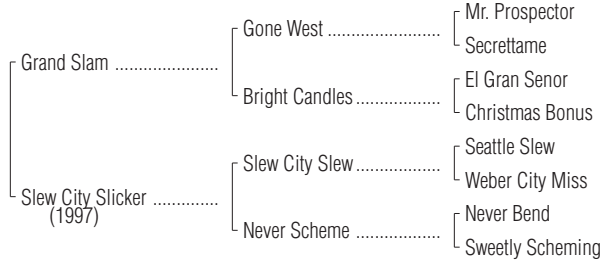 Mr. Prospector
Gone West ......................
Secrettame
Grand Slam ......................
El Gran Senor
Bright Candles ..................
Christmas Bonus
Seattle Slew
Slew City Slew .................
Weber City Miss
Slew City Slicker ..............
(1997)
Never Bend
Never Scheme .................
Sweetly Scheming